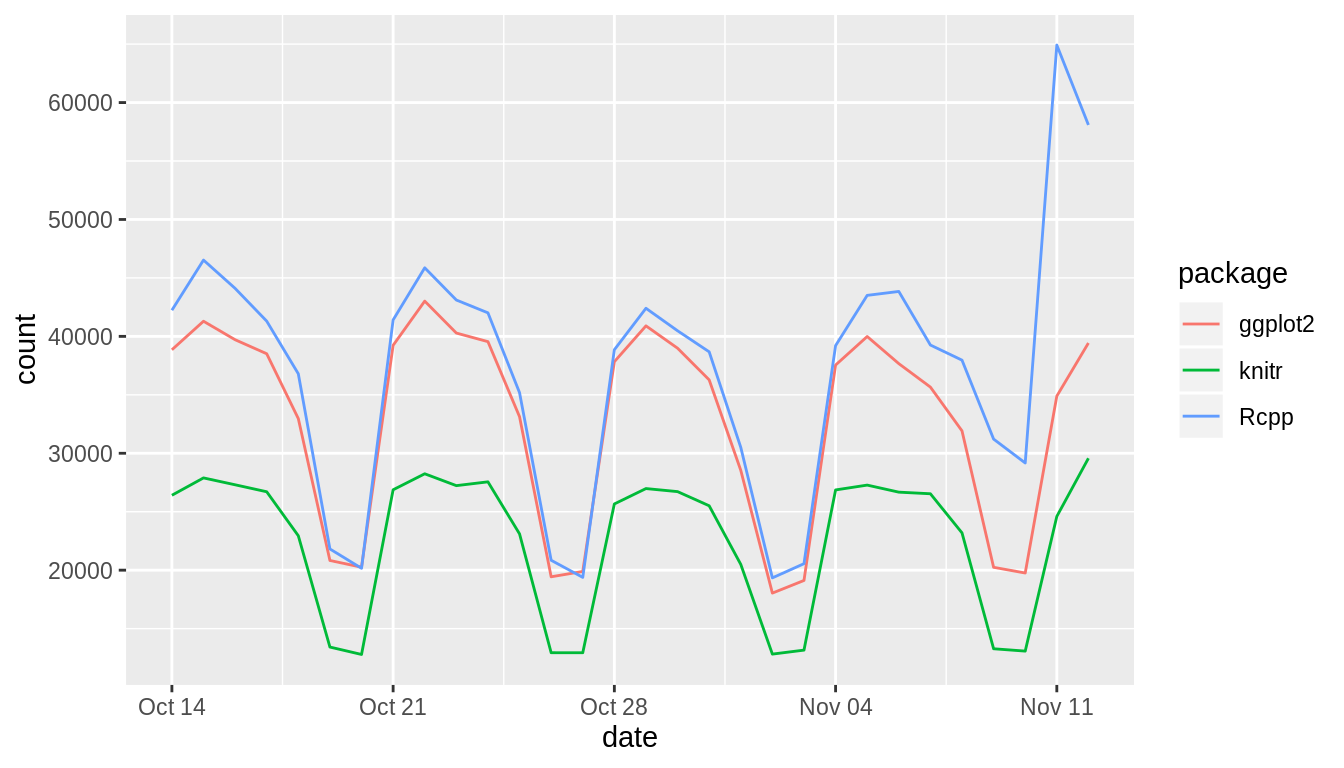 count
60000
50000
40000
30000
20000
Oct 14
Oct 21
Oct 28
Nov 04
Nov 11
date
package
ggplot2
knitr
Rcpp